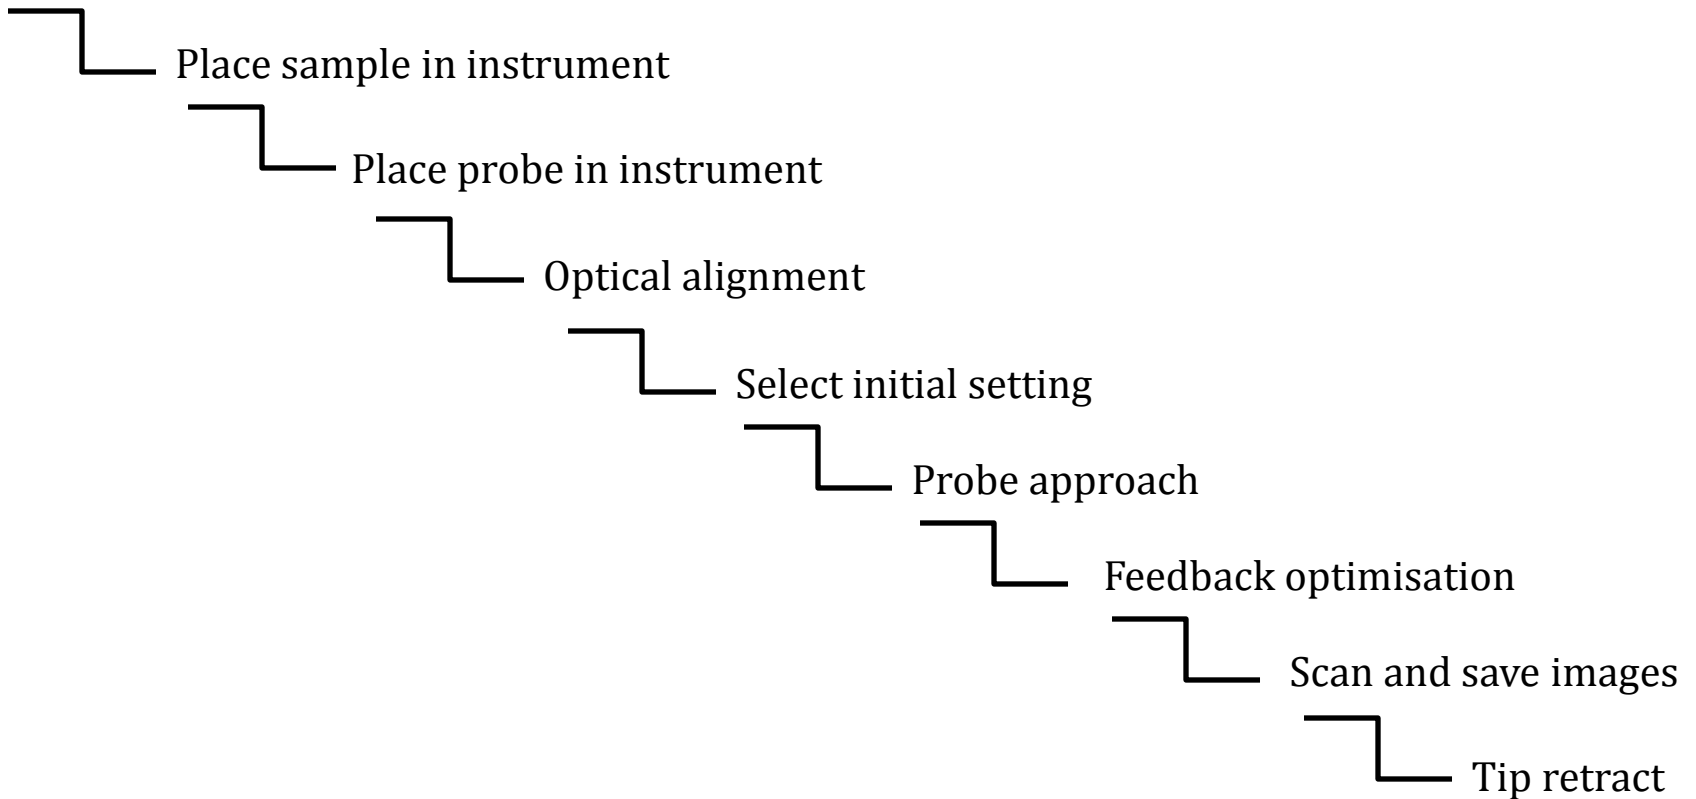 Place sample in instrument
Place probe in instrument
Optical alignment
Select initial setting
Probe approach
Feedback optimisation
Scan and save images
Tip retract